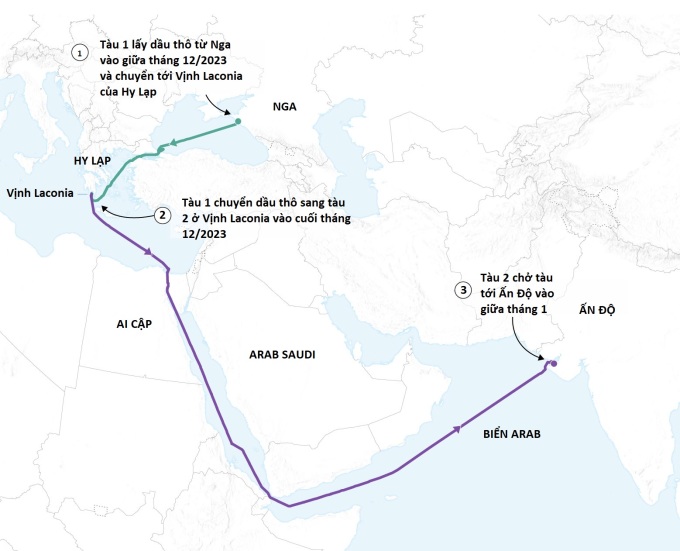 1
Tàu 1 lấy dầu thô từ Nga
vào giữa tháng 12/2023
và chuyển tới Vịnh Laconia
của Hy Lạp
NGA
HY LẠP
Vịnh Laconia
2
Tàu 1 chuyển dầu thô sang tàu
2 ở Vịnh Laconia vào cuối tháng
12/2023
3
Tàu 2 chở tàu
tới Ấn Độ vào
giữa tháng 1
ẤN ĐỘ
AI CẬP
ARAB SAUDI
BIỂN ARAB